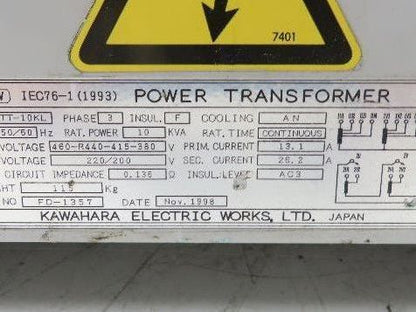 7401
IEC76-1 (1993) POWER TRANSFORMER
TT-10KL PHASE 3 INSUL. F COOLING AN
50/60 Hz RAT. POWER 10 KVA RAT. TIME CONTINUOUS
VOLTAGE 460-R440-415-380 V PRIM. CURRENT 13.1 A
VOLTAGE 220/200 V SEC. CURRENT 26.2 A
CIRCUIT IMPEDANCE 0.136 Ω INSUL. LEVEL AC3
GHT 115 Kg
NO FD-1357 DATE Nov. 1998
KAWAHARA ELECTRIC WORKS, LTD. JAPAN